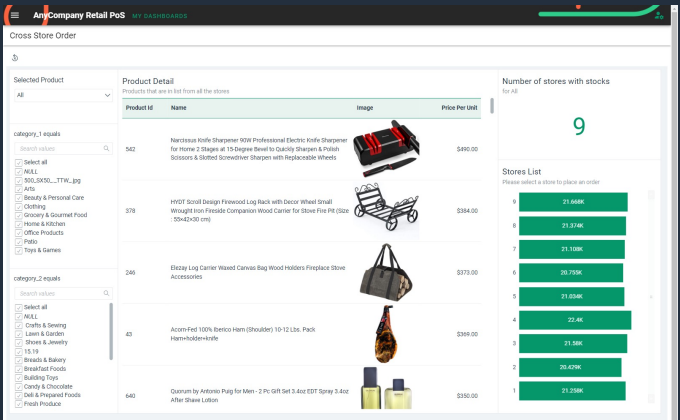 AnyCompany Retail PoS MY DASHBOARDS
Cross Store Order
Selected Product
All
category_1 equals
Search values
Select all
NULL
500_SX50__TTW_.jpg
Arts
Beauty & Personal Care
Clothing
Grocery & Gourmet Food
Home & Kitchen
Office Products
Patio
Toys & Games
category_2 equals
Search values
Select all
NULL
Crafts & Sewing
Lawn & Garden
Shoes & Jewelry
15.19
Breads & Bakery
Breakfast Foods
Building Toys
Candy & Chocolate
Deli & Prepared Foods
Fresh Produce
Product Detail
Products that are in list from all the stores
Product Id Name Image Price Per Unit
542
Narcissus Knife Sharpener 90W Professional Electric Knife Sharpener
for Home 2 Stages at 15-Degree Bevel to Quickly Sharpen & Polish
Scissors & Slotted Screwdriver Sharpen with Replaceable Wheels
$490.00
378
HYDT Scroll Design Firewood Log Rack with Decor Wheel Small
Wrought Iron Fireside Companion Wood Carrier for Stove Fire Pit (Size
: 55×42×30 cm)
$384.00
246
Elezay Log Carrier Waxed Canvas Bag Wood Holders Fireplace Stove
Accessories
$373.00
43
Acorn-Fed 100% Iberico Ham (Shoulder) 10-12 Lbs. Pack
Ham+holder+knife
$369.00
640
Quorum by Antonio Puig for Men - 2 Pc Gift Set 3.4oz EDT Spray 3.4oz
After Shave Lotion
$350.00
Number of stores with stocks
for All
9
Stores List
Please select a store to place an order
9 21.668K
8 21.374K
7 21.108K
6 20.755K
5 21.034K
4 22.4K
3 21.58K
2 20.429K
1 21.258K